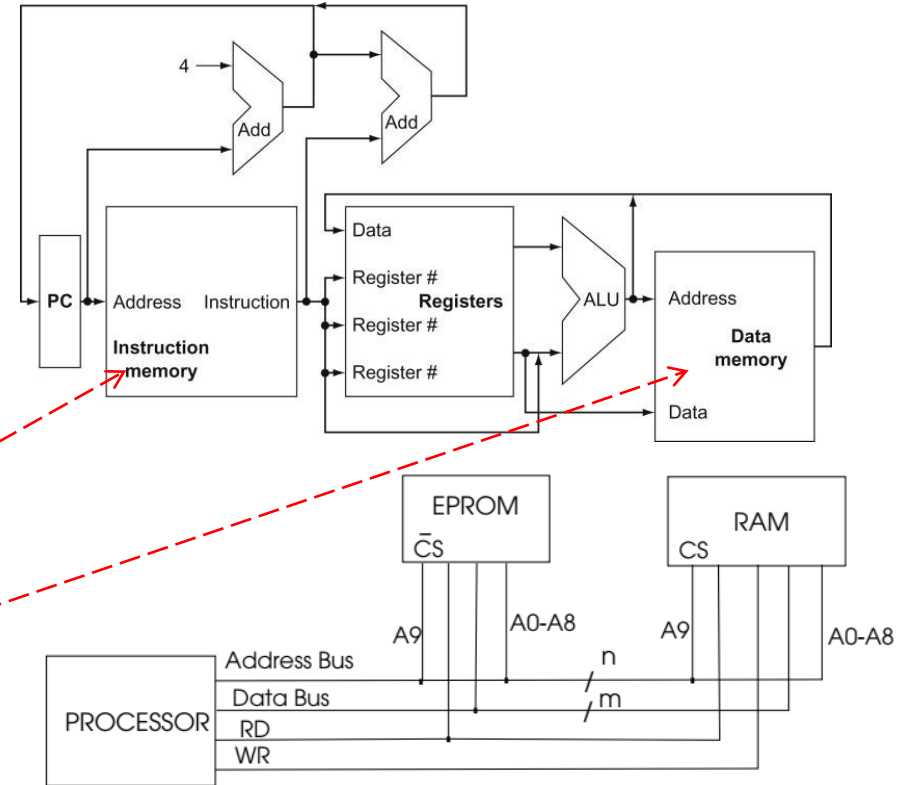 4
Add
Add
Data
Register #
Registers
Register #
Register #
PC
Address
Instruction
Instruction
memory
ALU
Address
Data
memory
Data
EPROM
C̅S
RAM
CS
A9
A0-A8
A9
A0-A8
Address Bus
n
Data Bus
m
PROCESSOR
RD
WR